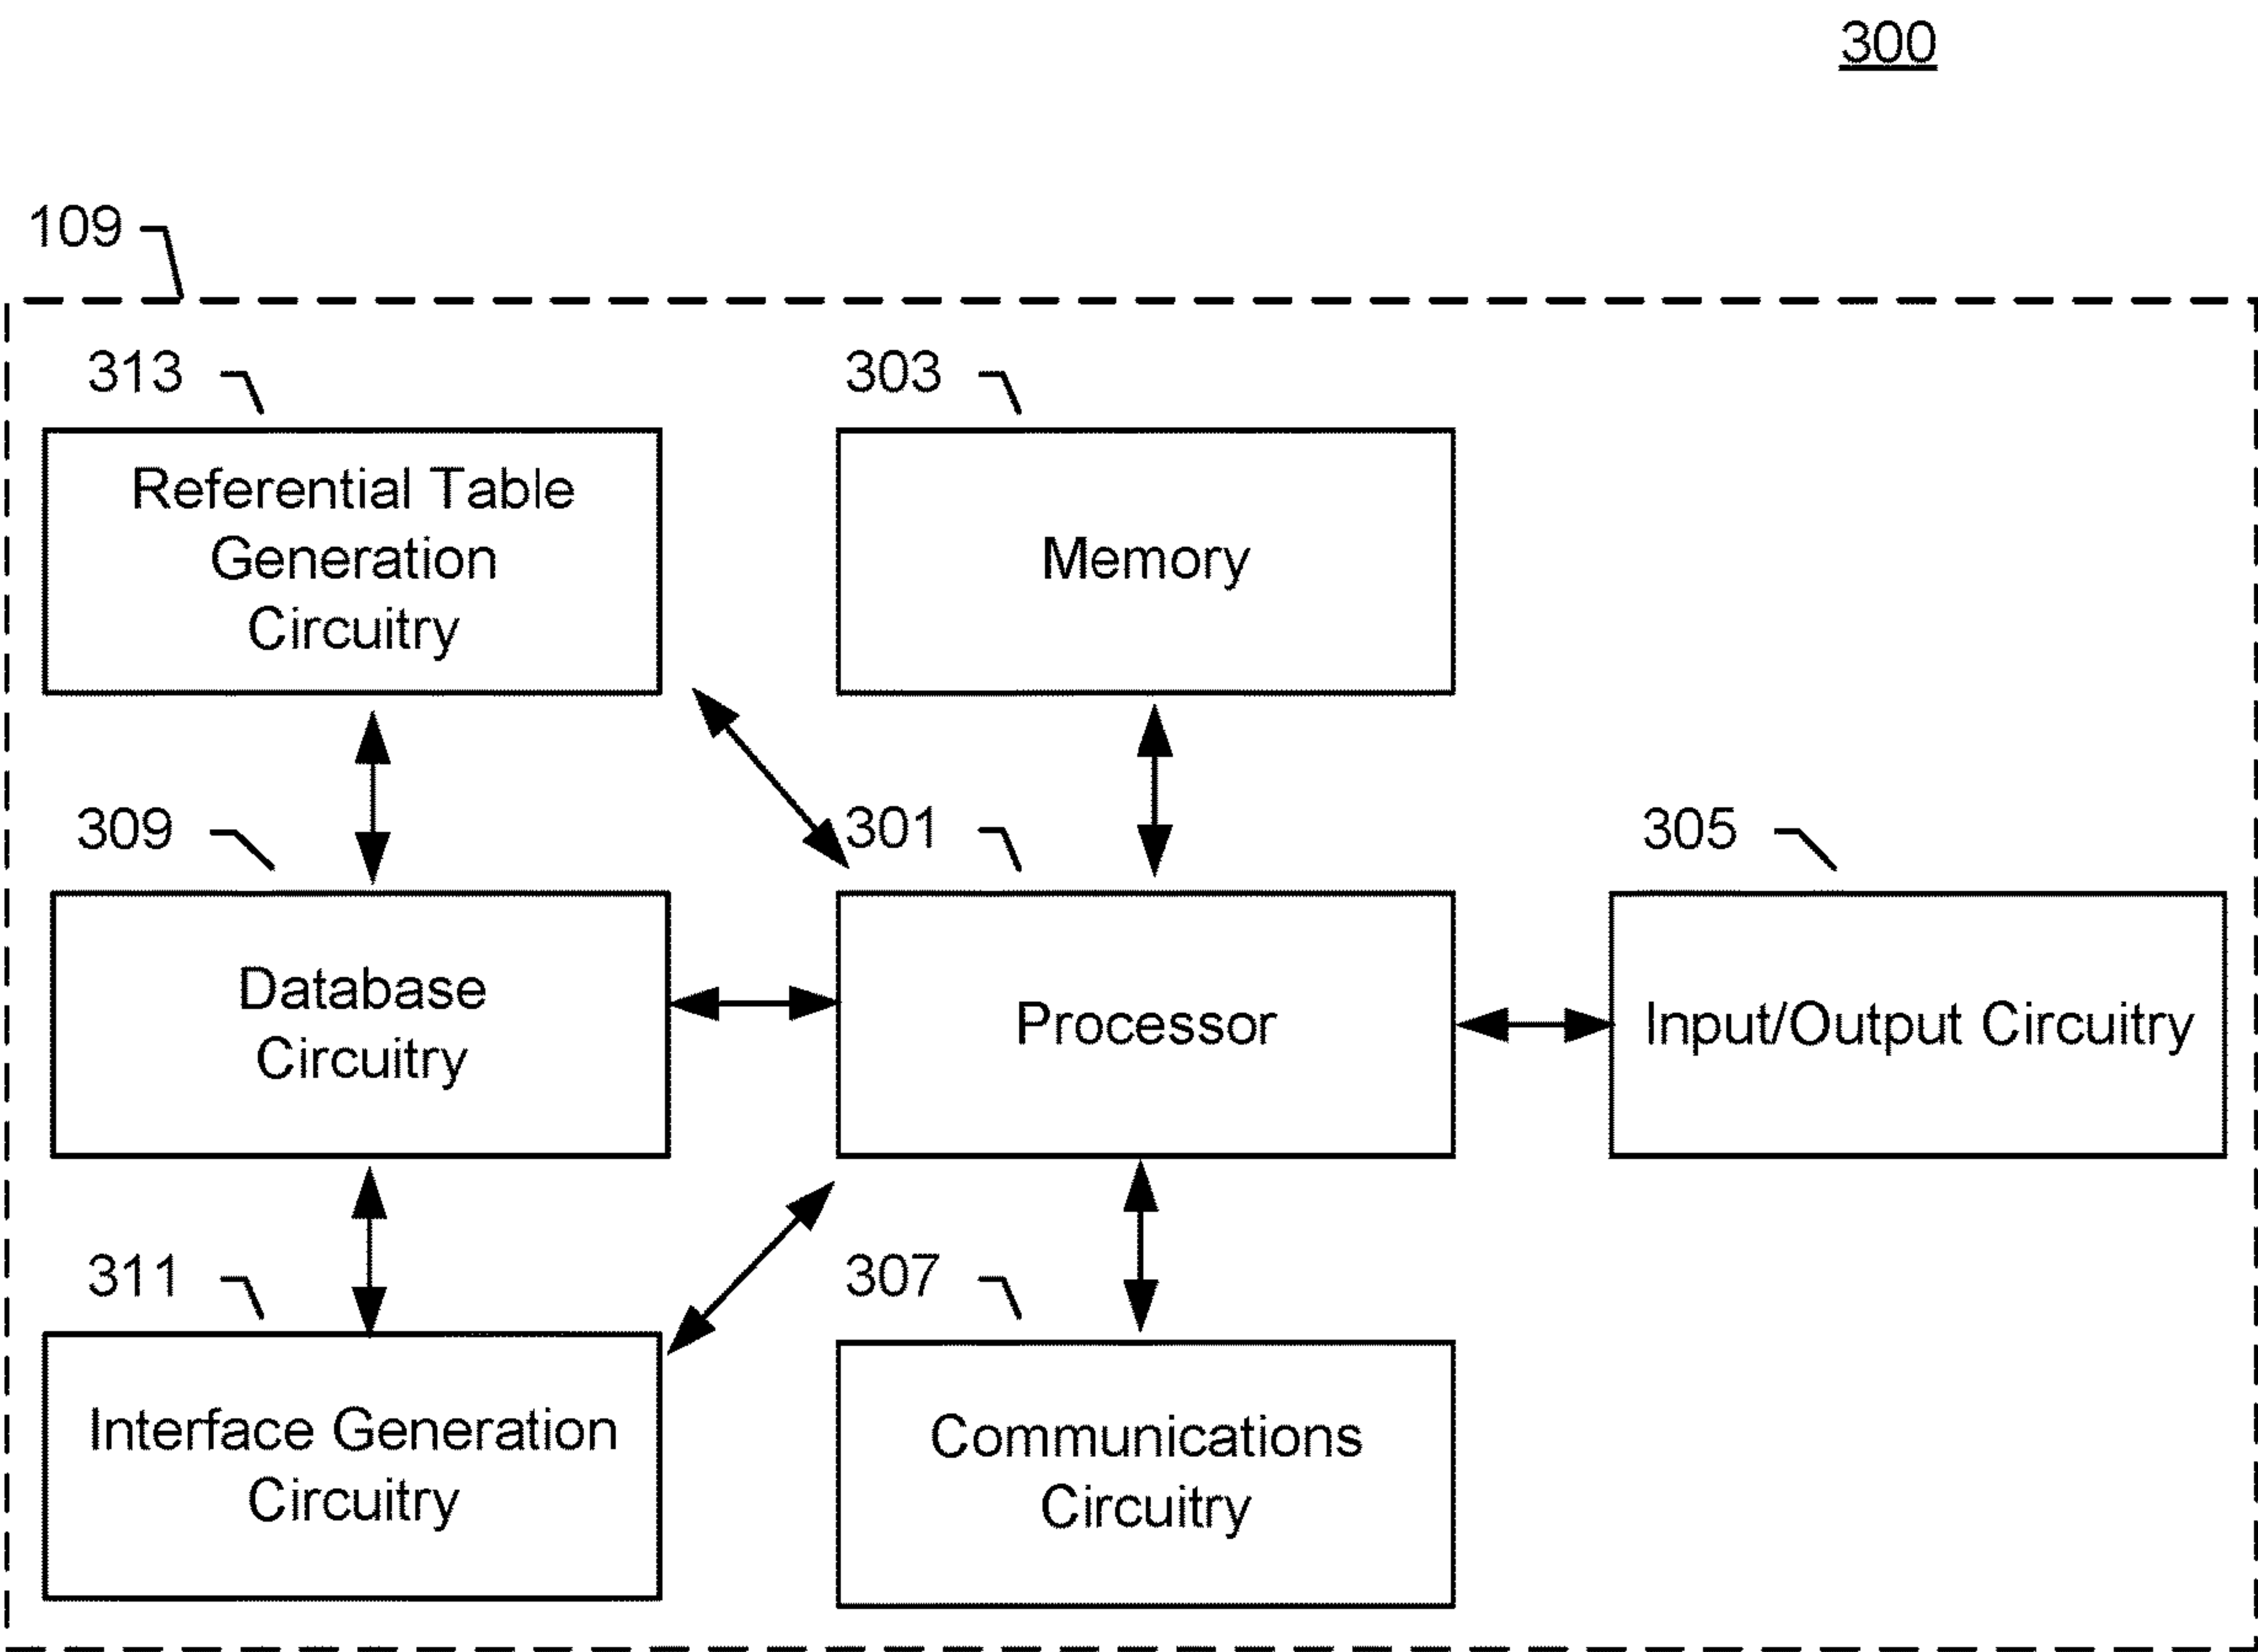 300
109
313
Referential Table
Generation
Circuitry
303
Memory
309
Database
Circuitry
301
Processor
305
Input/Output Circuitry
311
Interface Generation
Circuitry
307
Communications
Circuitry